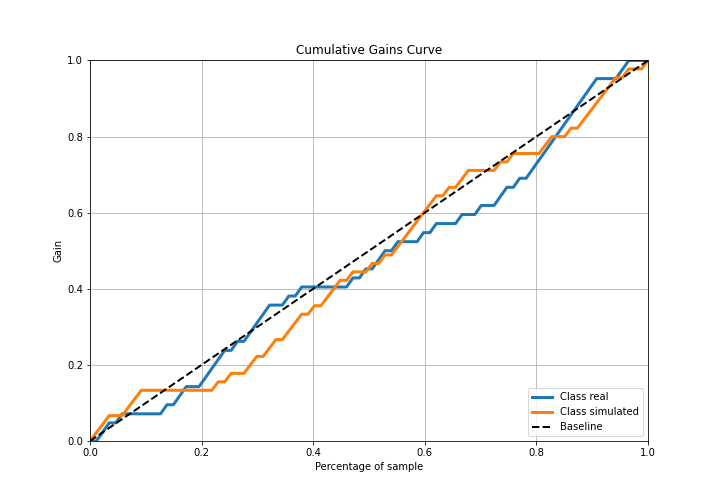 Cumulative Gains Curve
1.0
0.8
0.6
0.4
0.2
0.0
Gain
0.0 0.2 0.4 0.6 0.8 1.0
Percentage of sample
Class real
Class simulated
Baseline